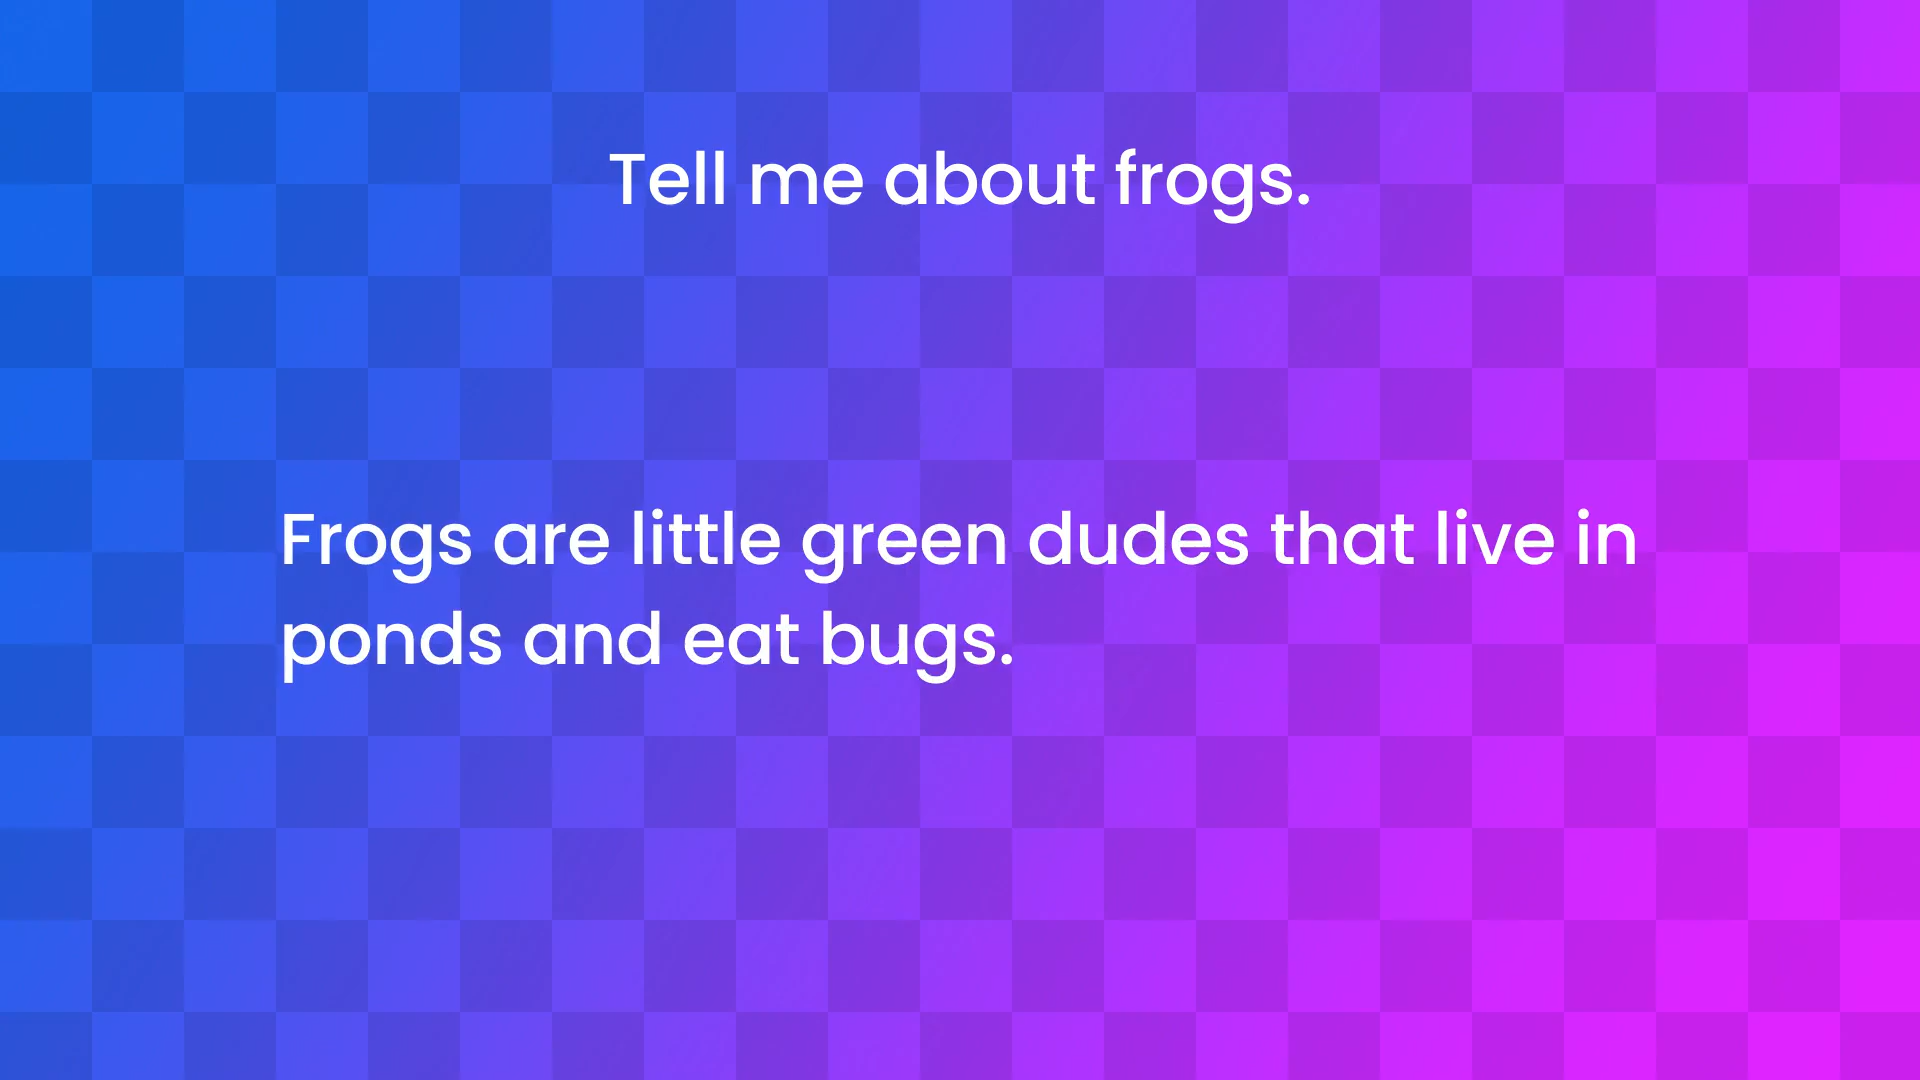 Tell me about frogs.
Frogs are little green dudes that live in
ponds and eat bugs.